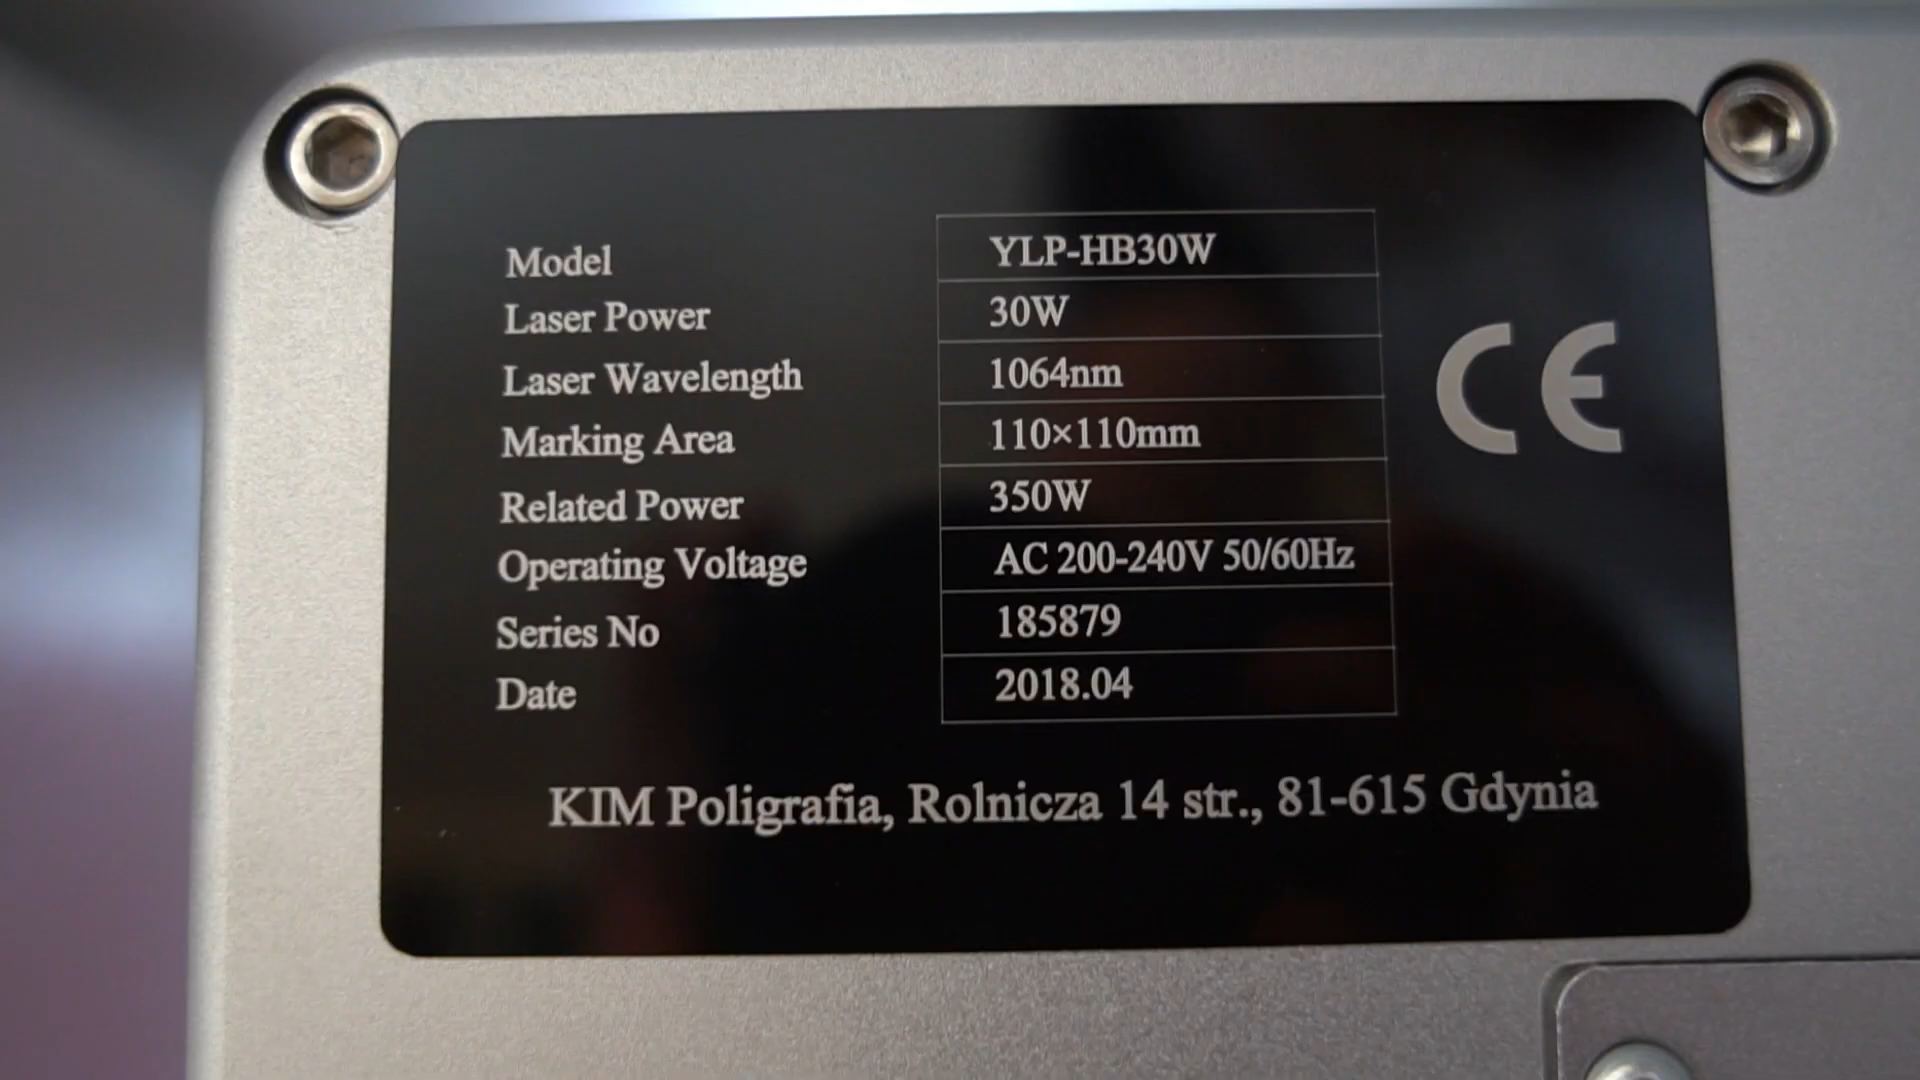 Model YLP-HB30W
Laser Power 30W
Laser Wavelength 1064nm
Marking Area 110×110mm
Related Power 350W
Operating Voltage AC 200-240V 50/60Hz
Series No 185879
Date 2018.04
CE
KIM Poligrafia, Rolnicza 14 str., 81-615 Gdynia